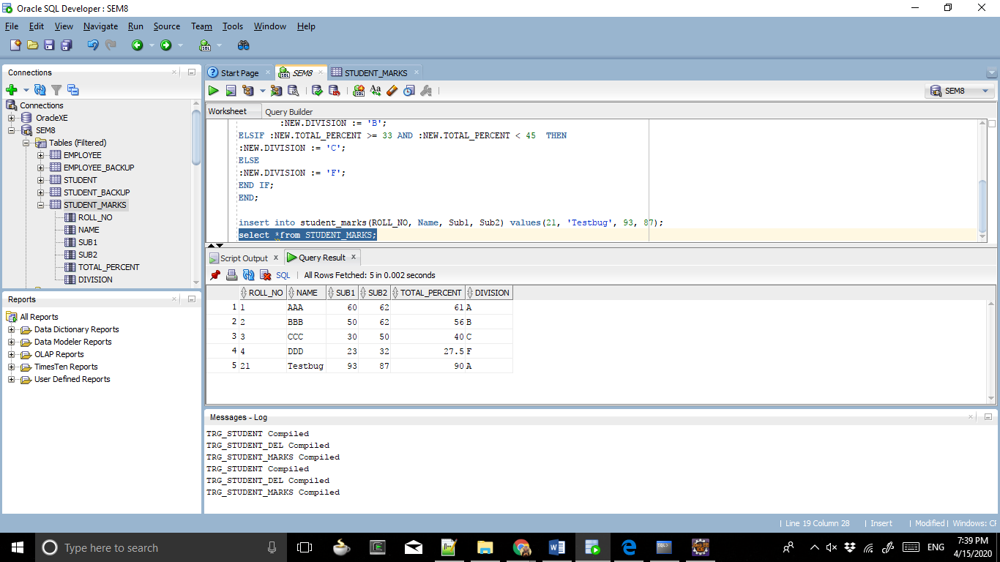 Oracle SQL Developer : SEM8
File Edit View Navigate Run Source Team Tools Window Help
Connections
Connections
OradeXE
SEM8
Tables (Filtered)
EMPLOYEE
EMPLOYEE_BACKUP
STUDENT
STUDENT_BACKUP
STUDENT_MARKS
ROLL_NO
NAME
SUB1
SUB2
TOTAL_PERCENT
DIVISION
Reports
All Reports
Data Dictionary Reports
Data Modeler Reports
OLAP Reports
TimesTen Reports
User Defined Reports
Start Page SEM8 STUDENT_MARKS
SEM8
Worksheet Query Builder
:NEW.DIVISION := 'B';
ELSIF :NEW.TOTAL_PERCENT >= 33 AND :NEW.TOTAL_PERCENT < 45 THEN
:NEW.DIVISION := 'C';
ELSE
:NEW.DIVISION := 'F';
END IF;
END;
insert into student_marks(ROLL_NO, Name, Sub1, Sub2) values(21, 'Testbug', 93, 87);
select *from STUDENT_MARKS;
Script Output x Query Result x
SQL | All Rows Fetched: 5 in 0.002 seconds
ROLL_NO NAME SUB1 SUB2 TOTAL_PERCENT DIVISION
1 1 AAA 60 62 61 A
2 2 BBB 50 62 56 B
3 3 CCC 30 50 40 C
4 4 DDD 23 32 27.5 F
5 21 Testbug 93 87 90 A
Messages - Log
TRG_STUDENT Compiled
TRG_STUDENT_DEL Compiled
TRG_STUDENT_MARKS Compiled
TRG_STUDENT Compiled
TRG_STUDENT_DEL Compiled
TRG_STUDENT_MARKS Compiled
| Line 19 Column 28 | Insert | Modified | Windows: CF
Type here to search
ENG
7:39 PM
4/15/2020